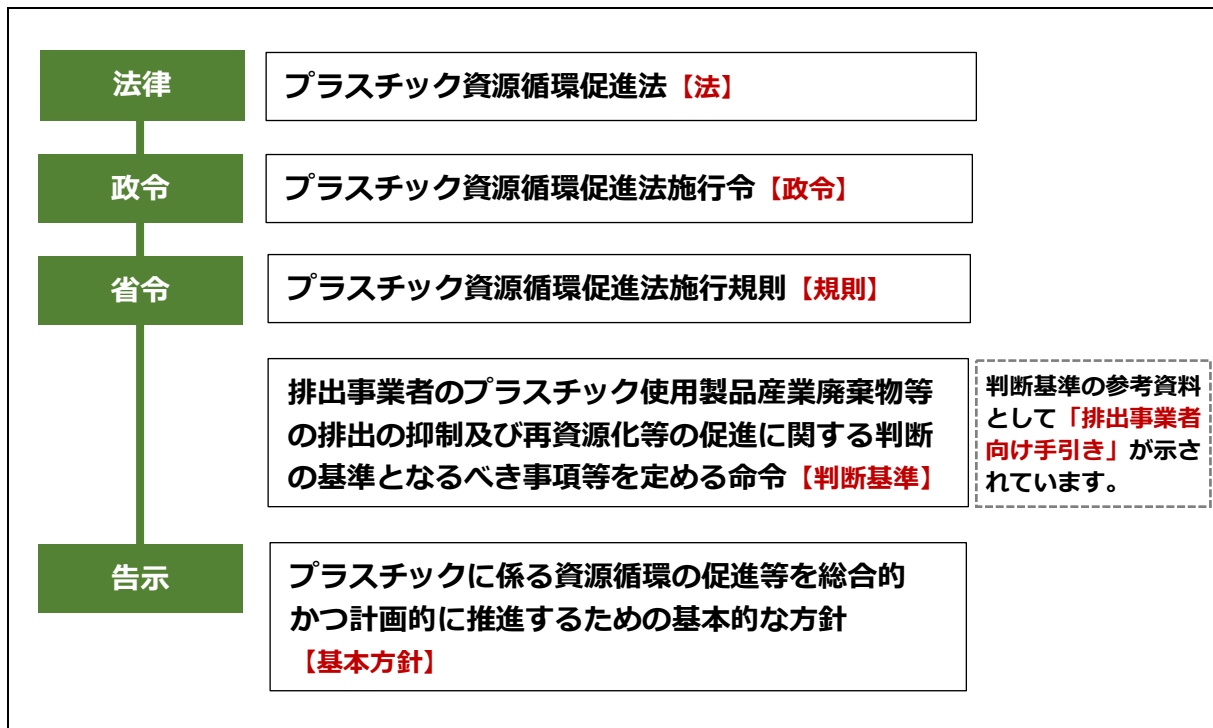 法律
プラスチック資源循環促進法【法】
政令
プラスチック資源循環促進法施行令【政令】
省令
プラスチック資源循環促進法施行規則【規則】
排出事業者のプラスチック使用製品産業廃棄物等
の排出の抑制及び再資源化等の促進に関する判断
の基準となるべき事項等を定める命令【判断基準】
判断基準の参考資料
として「排出事業者
向け手引き」が示さ
れています。
告示
プラスチックに係る資源循環の促進等を総合的
かつ計画的に推進するための基本的な方針
【基本方針】